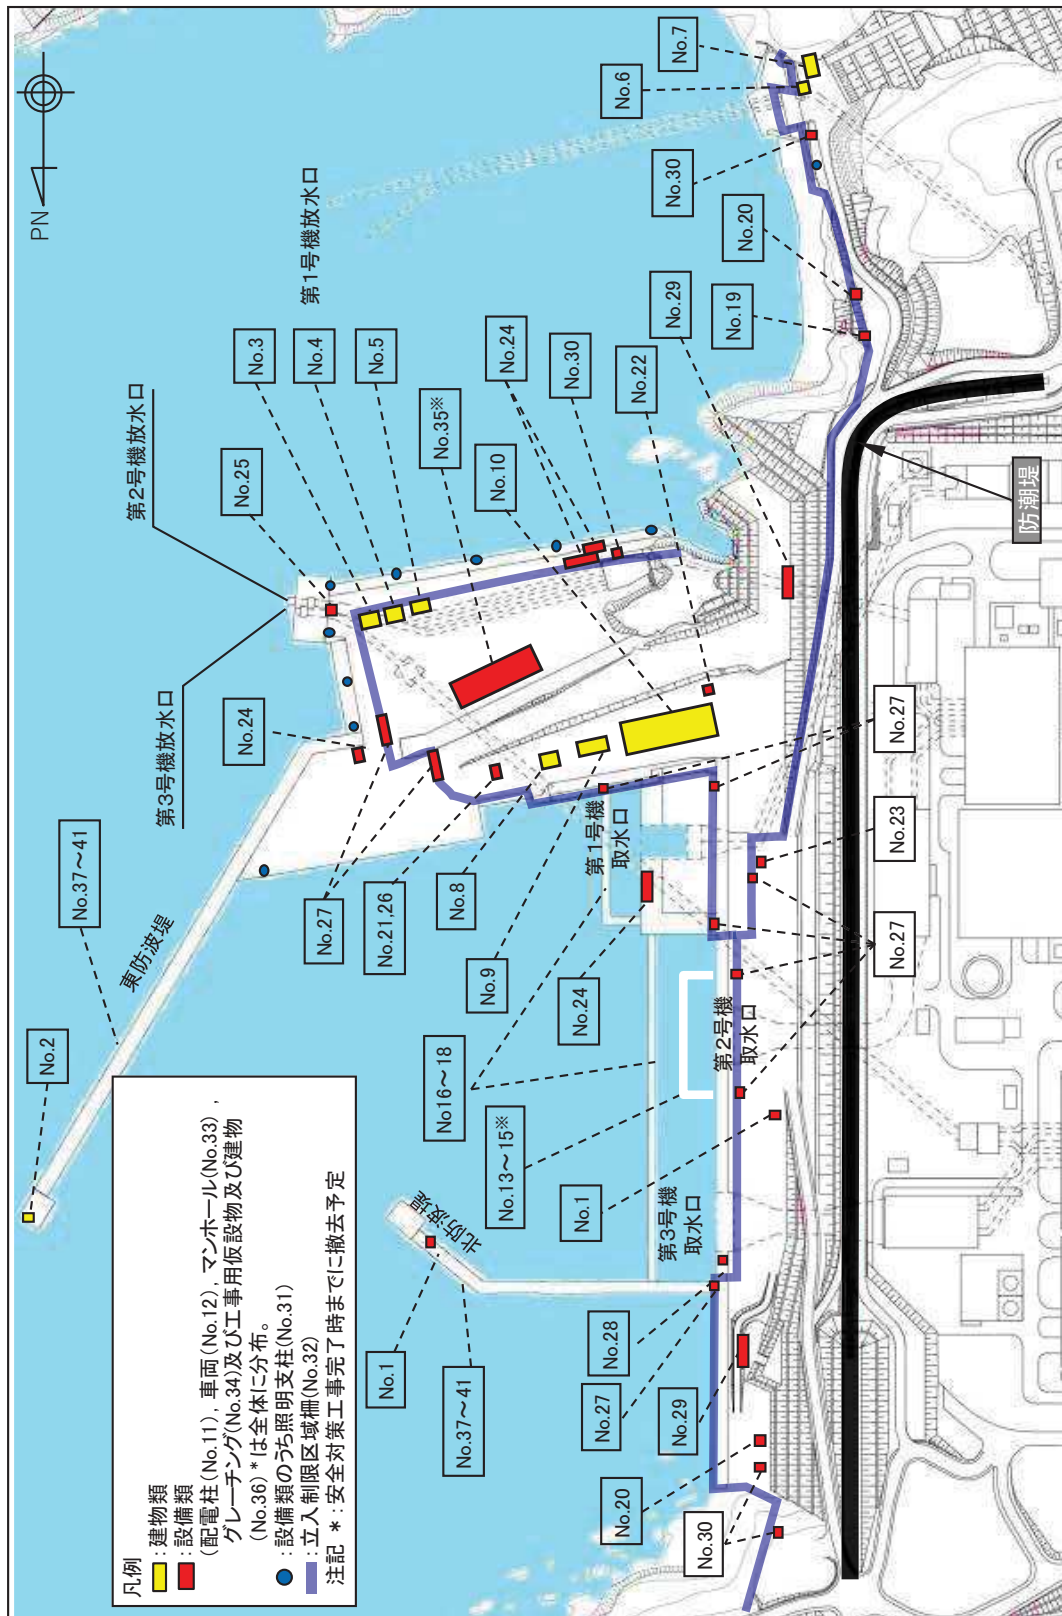 PN
第1号機放水口
第2号機放水口
第3号機放水口
No.7
No.6
No.30
No.20
No.29
No.19
No.3
No.4
No.5
No.24
No.30
No.22
No.35※
No.10
No.25
防潮堤
No.24
No.37～41
東防波堤
No.2
No.27
No.21,26
No.8
No.9
No.24
第1号機
取水口
No.27
No.23
No.27
No16～18
No.13～15※
第2号機
取水口
No.1
第3号機
取水口
北防波堤
No.1
No.37～41
No.28
No.27
No.29
No.20
No.30
凡例
:建物類
:設備類
(配電柱(No.11), 車両(No.12), マンホール(No.33),
グレーチング(No.34)及び工事用仮設物及び建物
(No.36)*は全体に分布。
:設備類のうち照明支柱(No.31)
:立入制限区域柵(No.32)
注記 *:安全対策工事完了時までに撤去予定